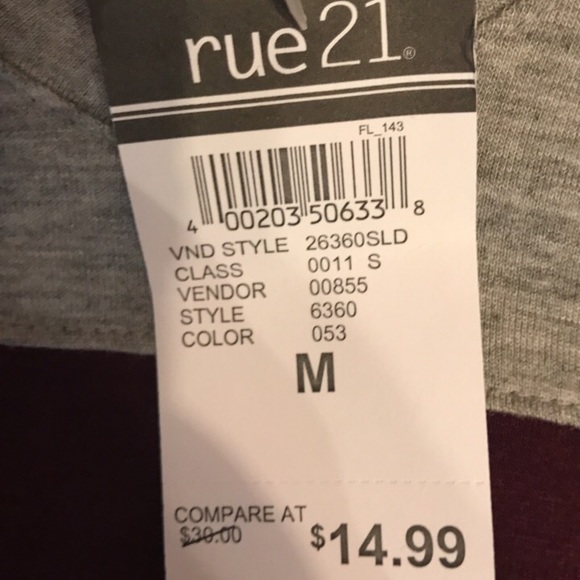 rue21®
FL_143
4 00203 50633 8
VND STYLE 26360SLD
CLASS 0011 S
VENDOR 00855
STYLE 6360
COLOR 053
M
COMPARE AT
$30.00 $14.99